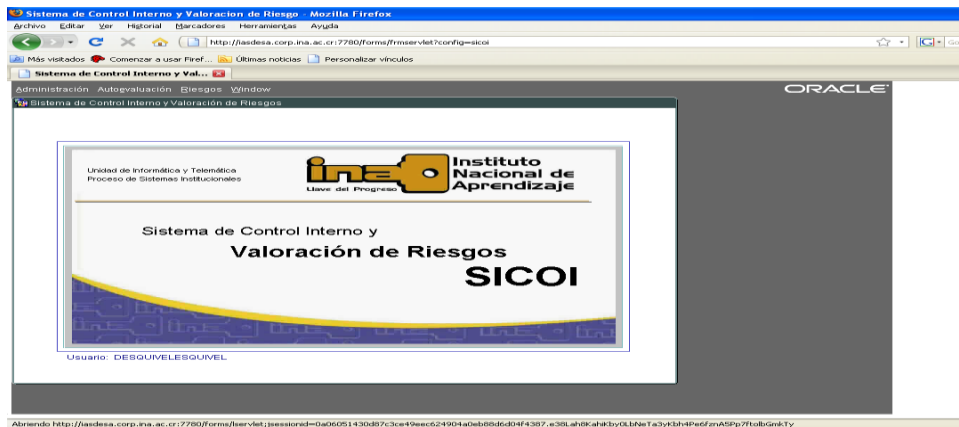 Sistema de Control Interno y Valoracion de Riesgo - Mozilla Firefox
Archivo Editar Ver Historial Marcadores Herramientas Ayuda
http://iasdesa.corp.ina.ac.cr:7780/forms/frmservlet?config=sicoi
Más visitados Comenzar a usar Firef... Últimas noticias Personalizar vínculos
Sistema de Control Interno y Val...
Administración Autoevaluación Riesgos Window ORACLE
Sistema de Control Interno y Valoración de Riesgos
Unidad de Informática y Telemática
Proceso de Sistemas Institucionales
ina
Llave del Progreso
Instituto
Nacional de
Aprendizaje
Sistema de Control Interno y
Valoración de Riesgos
SICOI
Usuario: DESQUIVELESQUIVEL
Abriendo